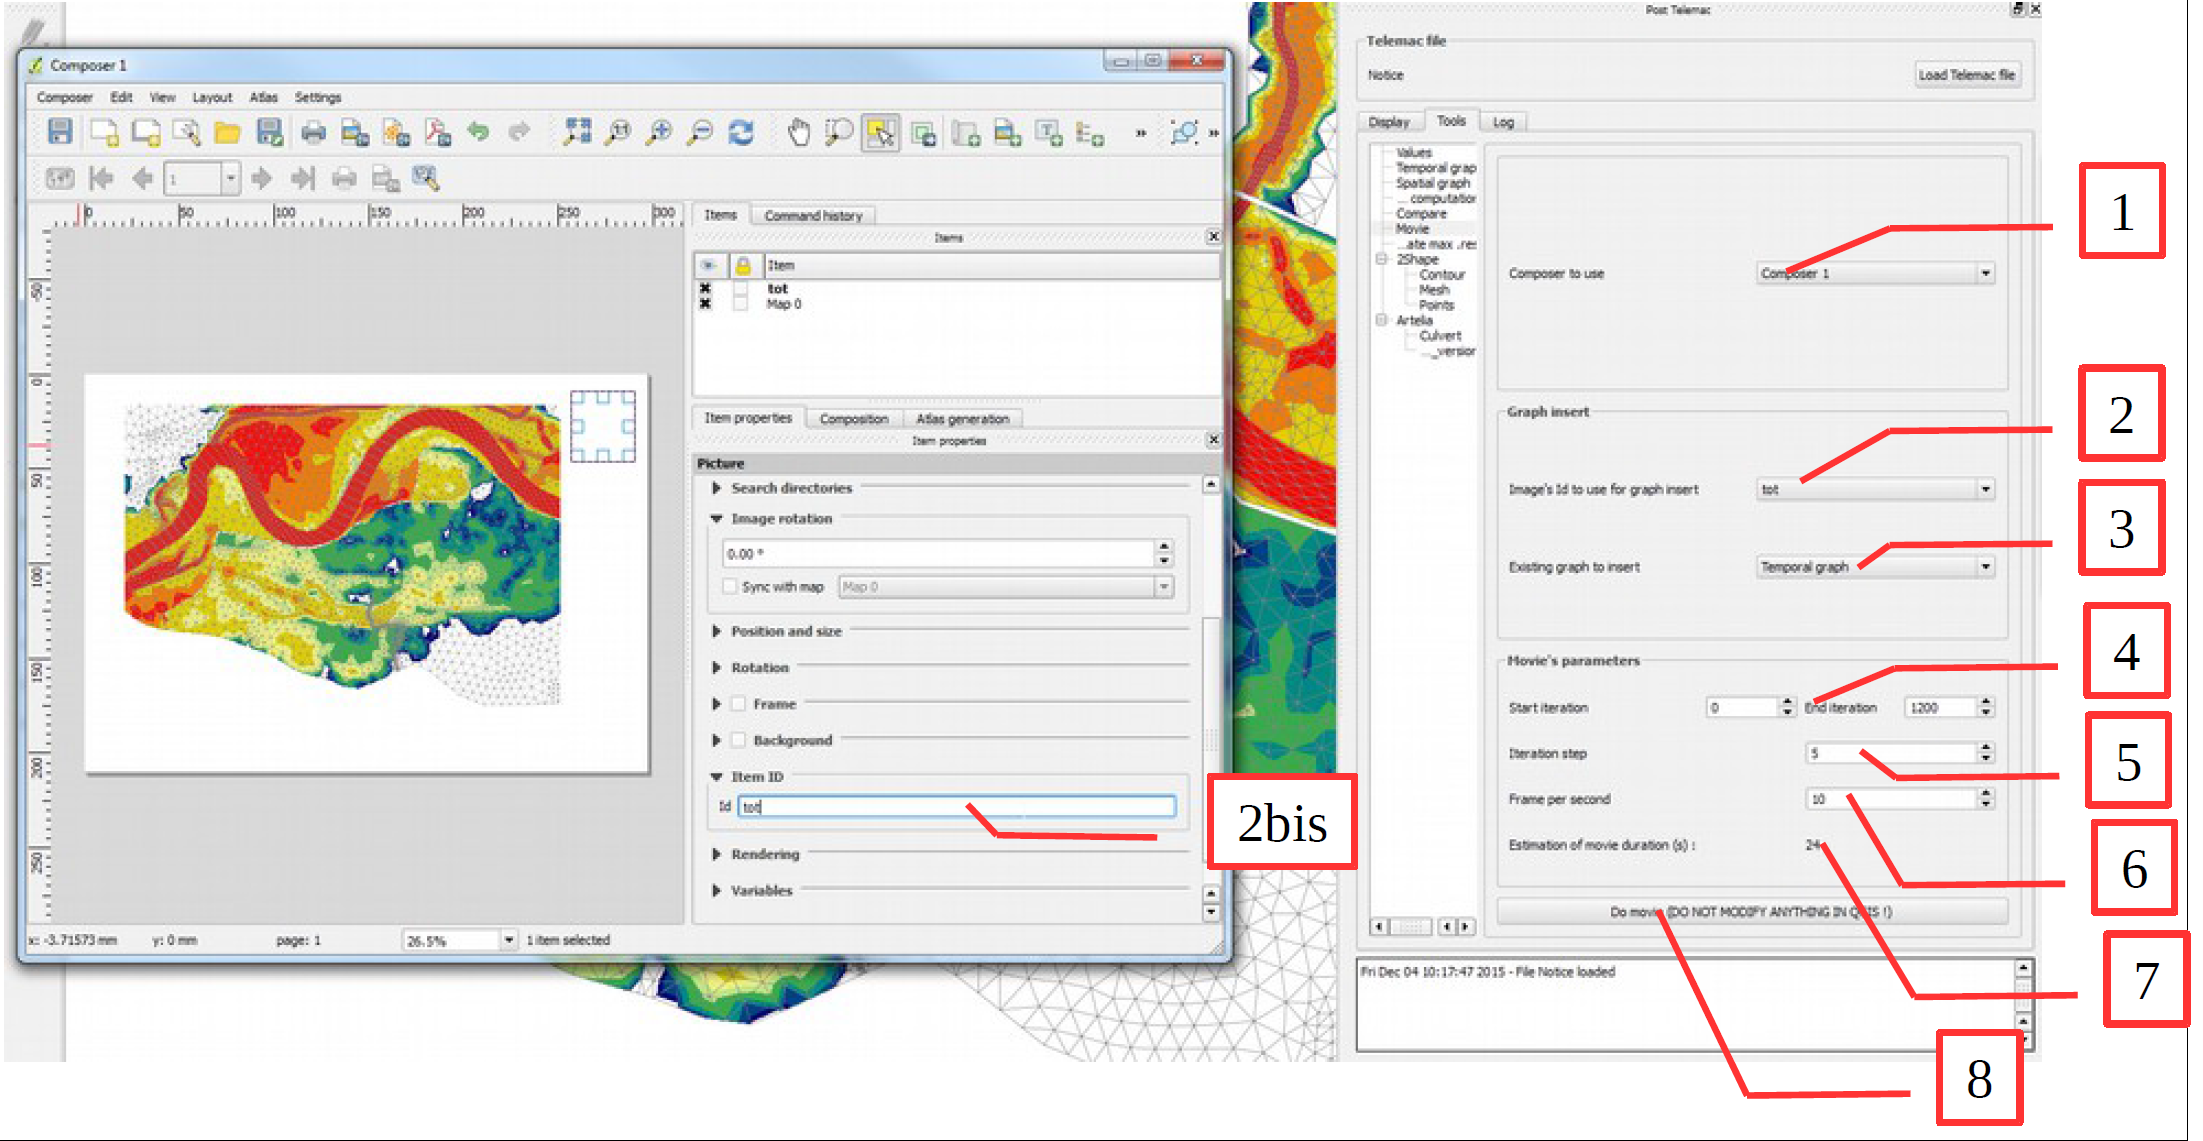 Composer 1
Composer Edit View Layout Atlas Settings
1
0 50 100 150 200 250 300
-50
0
50
100
150
200
250
Items Command history
Items
Item
tot
Map 0
Item properties Composition Atlas generation
Item properties
Picture
Search directories
Image rotation
0.00 °
Sync with map Map 0
Position and size
Rotation
Frame
Background
Item ID
Id tot
Rendering
Variables
x: -3.71573 mm y: 0 mm page: 1 26.5% 1 item selected
Post Telemac
Telemac file
Notice Load Telemac file
Display Tools Log
Values
Temporal grap
Spatial graph
... computatior
Compare
Movie
...ate max .res
2Shape
Contour
Mesh
Points
Artelia
Culvert
..._versior
Composer to use Composer 1
Graph insert
Image's Id to use for graph insert tot
Existing graph to insert Temporal graph
Movie's parameters
Start iteration 0 End iteration 1200
Iteration step 5
Frame per second 10
Estimation of movie duration (s) : 24
Do movie (DO NOT MODIFY ANYTHING IN QGIS !)
Fri Dec 04 10:17:47 2015 - File Notice loaded
1
2
3
4
5
2bis
6
7
8